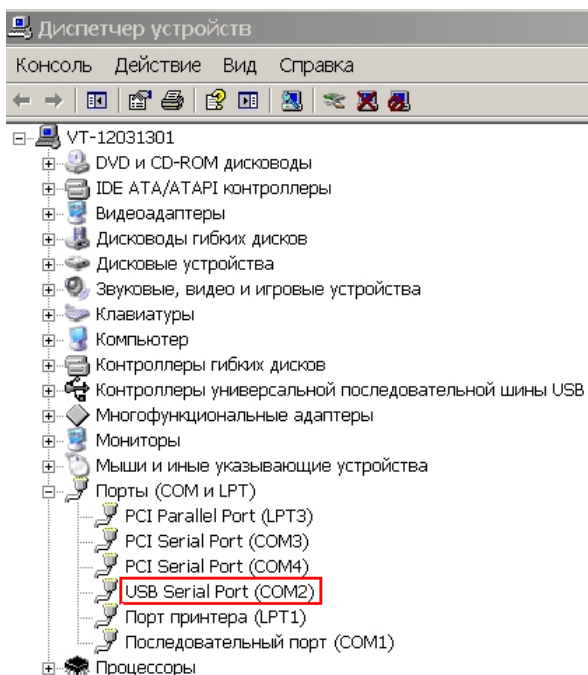 Диспетчер устройств
Консоль Действие Вид Справка
VT-12031301
DVD и CD-ROM дисководы
IDE ATA/ATAPI контроллеры
Видеоадаптеры
Дисководы гибких дисков
Дисковые устройства
Звуковые, видео и игровые устройства
Клавиатуры
Компьютер
Контроллеры гибких дисков
Контроллеры универсальной последовательной шины USB
Многофункциональные адаптеры
Мониторы
Мыши и иные указывающие устройства
Порты (COM и LPT)
PCI Parallel Port (LPT3)
PCI Serial Port (COM3)
PCI Serial Port (COM4)
USB Serial Port (COM2)
Порт принтера (LPT1)
Последовательный порт (COM1)
Процессоры